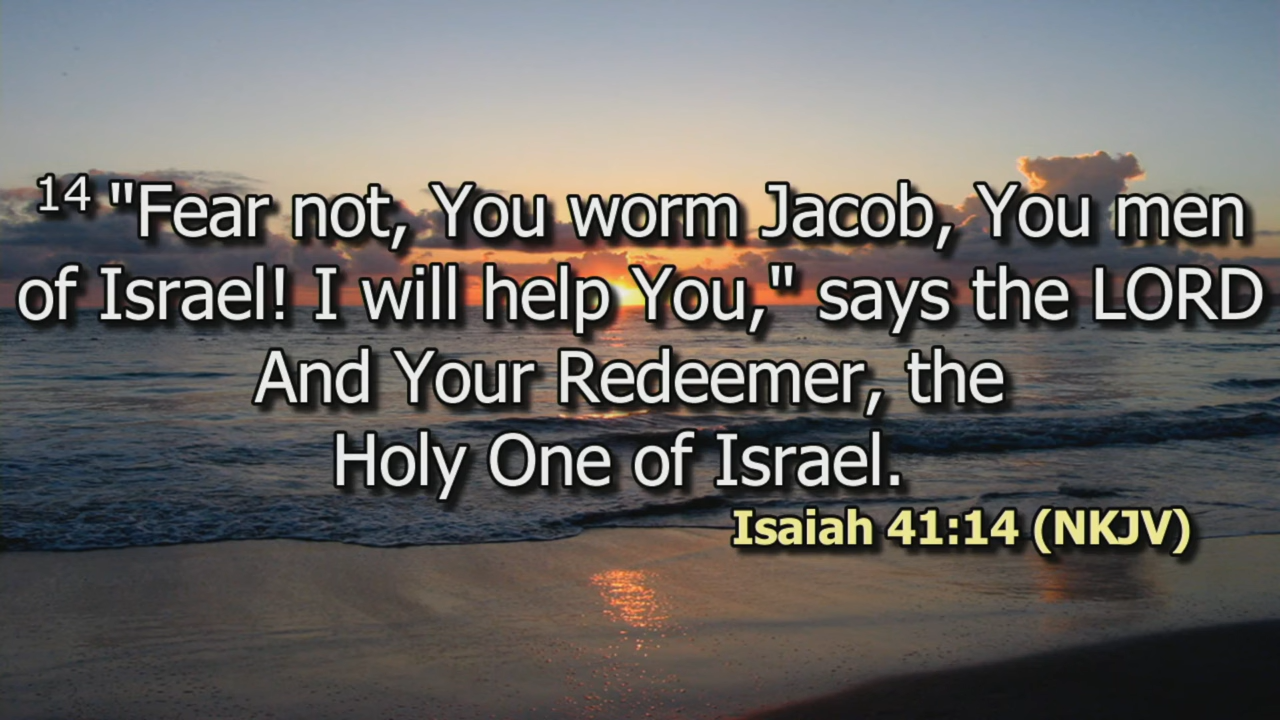 14 "Fear not, You worm Jacob, You men
of Israel! I will help You," says the LORD
And Your Redeemer, the
Holy One of Israel.
Isaiah 41:14 (NKJV)